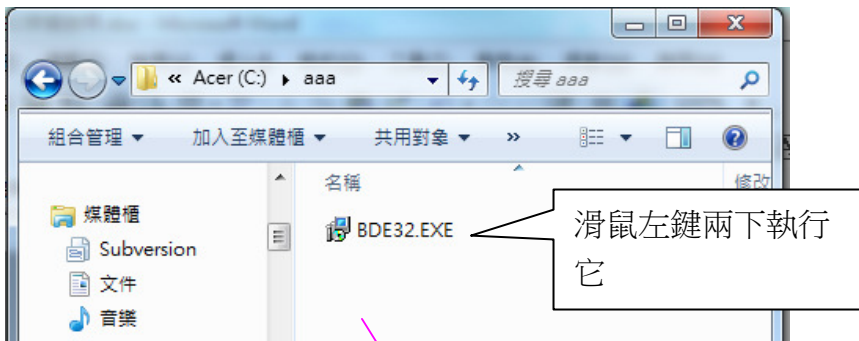 « Acer (C:) ▸ aaa
搜尋 aaa
組合管理 ▼ 加入至媒體櫃 ▼ 共用對象 ▼ »
名稱
修改
媒體櫃
Subversion
文件
音樂
BDE32.EXE
滑鼠左鍵兩下執行
它